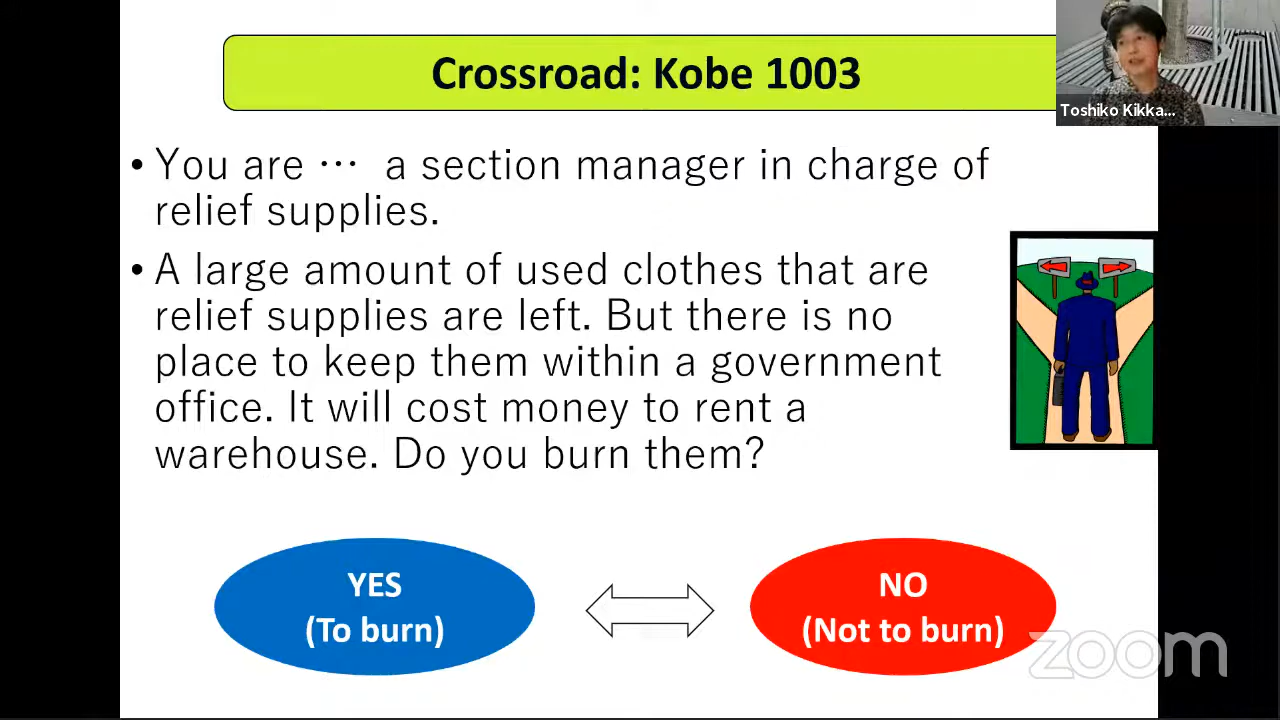 Crossroad: Kobe 1003
Toshiko Kikka...
• You are ··· a section manager in charge of
relief supplies.
• A large amount of used clothes that are
relief supplies are left. But there is no
place to keep them within a government
office. It will cost money to rent a
warehouse. Do you burn them?
YES
(To burn)
NO
(Not to burn)
zoom